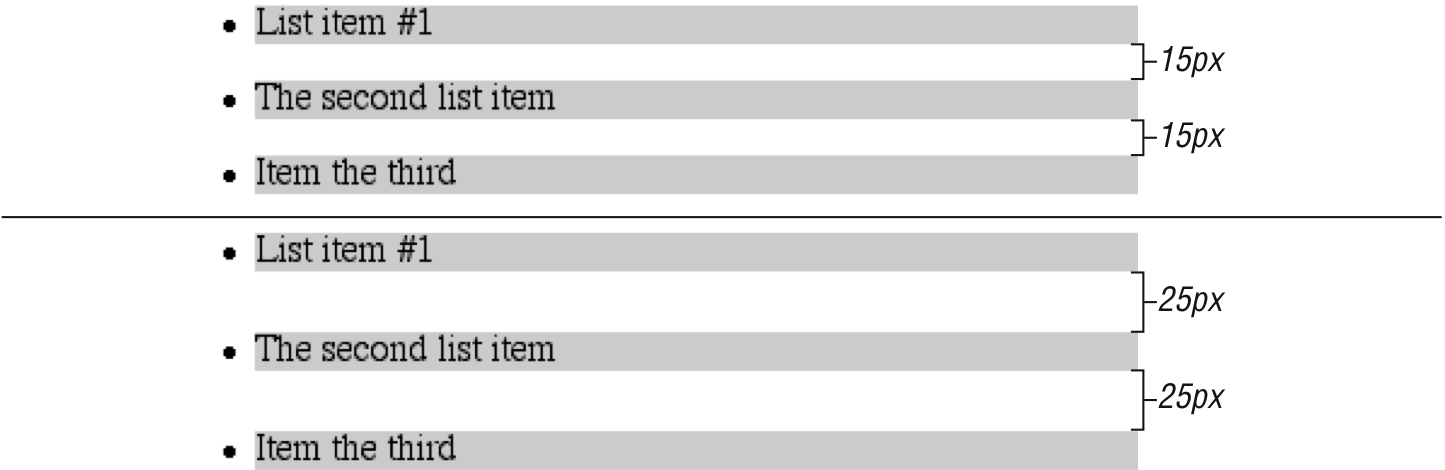 • List item #1
15px
• The second list item
15px
• Item the third
• List item #1
25px
• The second list item
25px
• Item the third